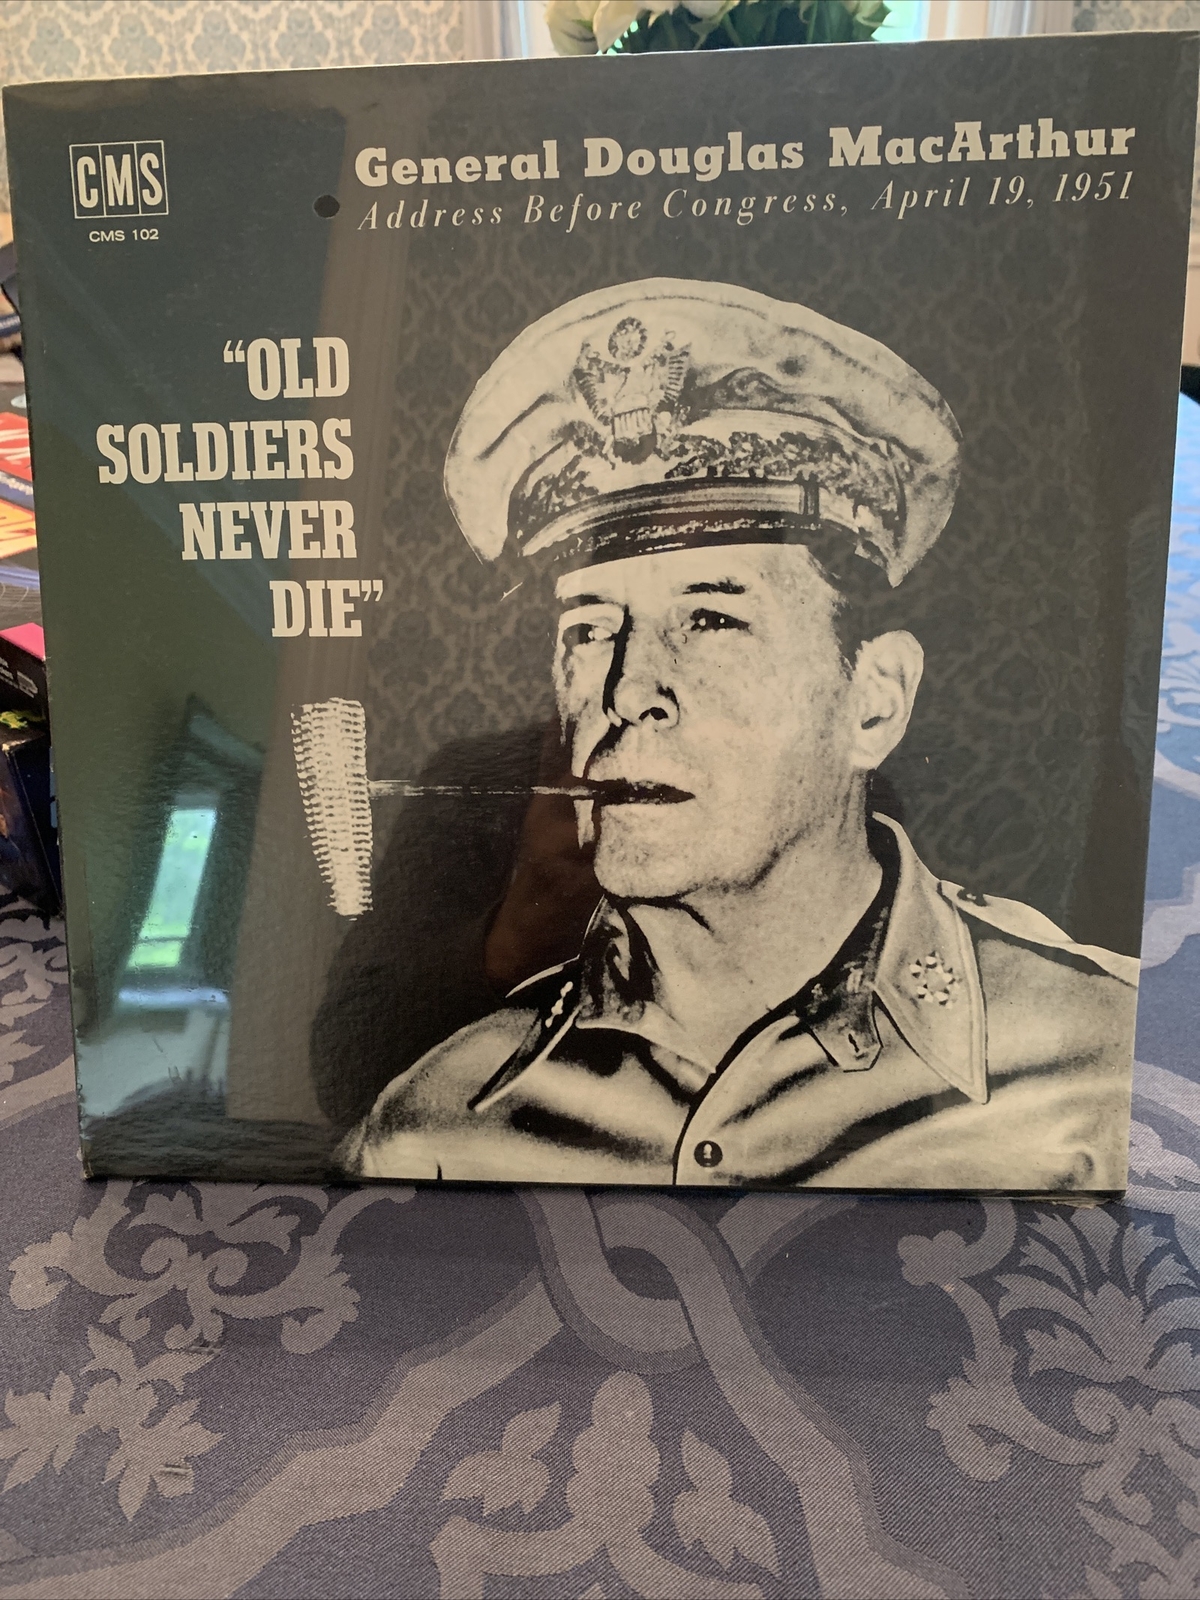 CMS
CMS 102
General Douglas MacArthur
Address Before Congress, April 19, 1951
“OLD
SOLDIERS
NEVER
DIE”